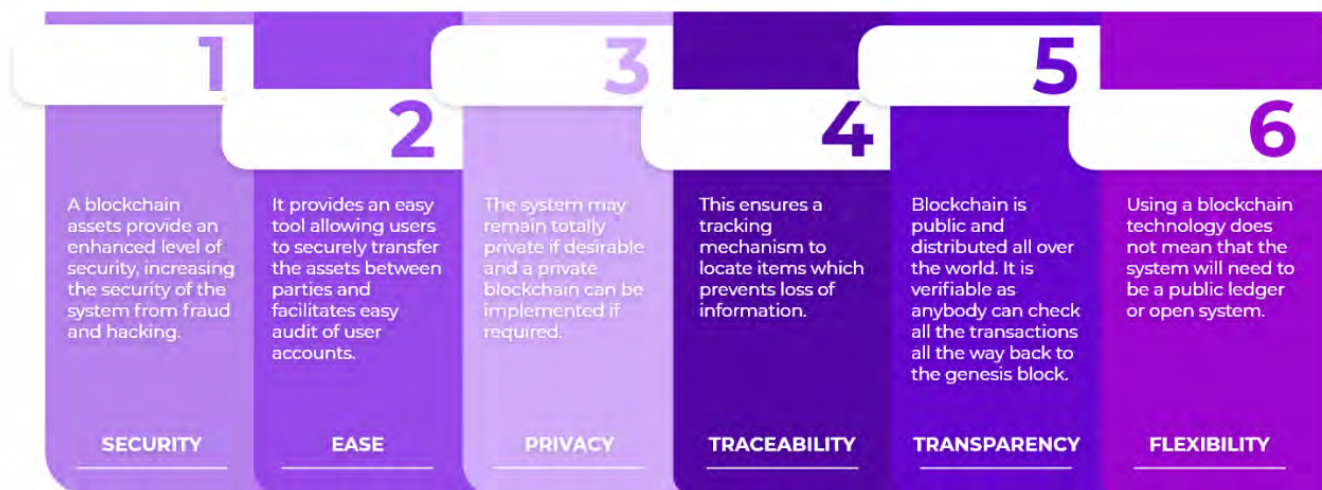 1
A blockchain
assets provide an
enhanced level of
security, increasing
the security of the
system from fraud
and hacking.
SECURITY
2
It provides an easy
tool allowing users
to securely transfer
the assets between
parties and
facilitates easy
audit of user
accounts.
EASE
3
The system may
remain totally
private if desirable
and a private
blockchain can be
implemented if
required.
PRIVACY
4
This ensures a
tracking
mechanism to
locate items which
prevents loss of
information.
TRACEABILITY
5
Blockchain is
public and
distributed all over
the world. It is
verifiable as
anybody can check
all the transactions
all the way back to
the genesis block.
TRANSPARENCY
6
Using a blockchain
technology does
not mean that the
system will need to
be a public ledger
or open system.
FLEXIBILITY